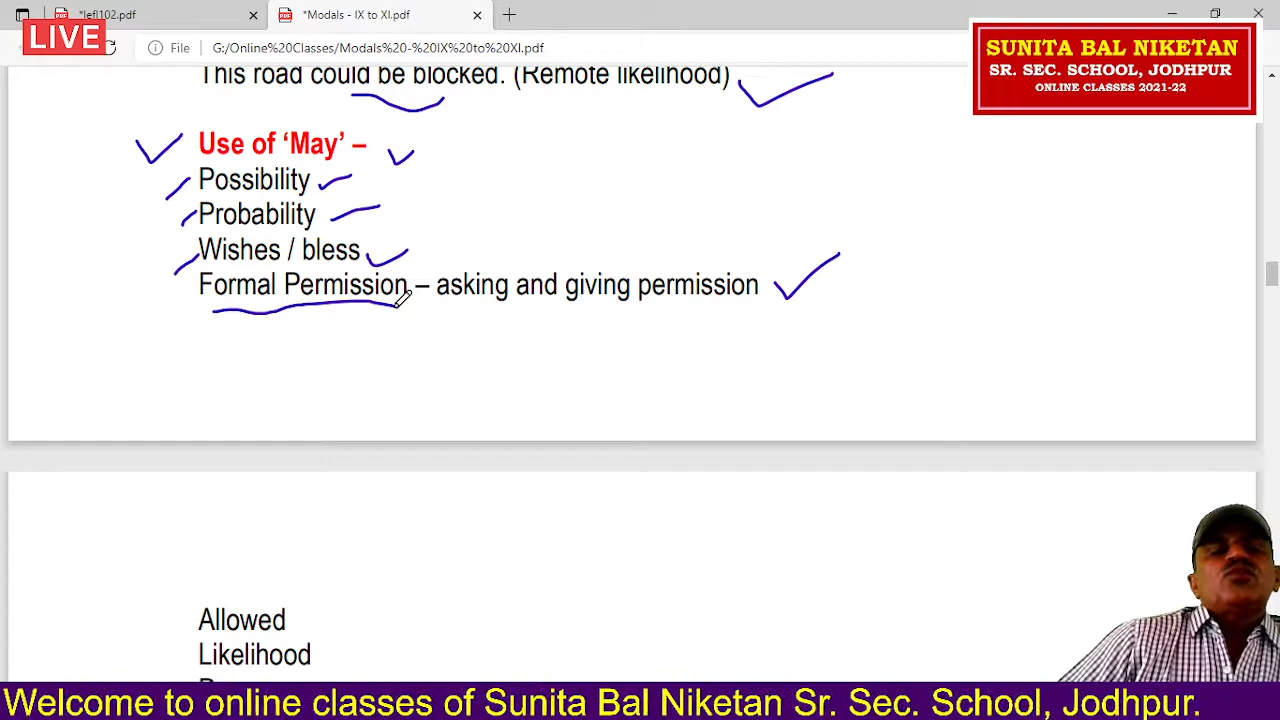 *lefl102.pdf
*Modals - IX to XI.pdf
LIVE
File
G:/Online%20Classes/Modals%20-%20IX%20to%20XI.pdf
SUNITA BAL NIKETAN
SR. SEC. SCHOOL, JODHPUR
ONLINE CLASSES 2021-22
This road could be blocked. (Remote likelihood)
Use of ‘May’ –
Possibility
Probability
Wishes / bless
Formal Permission – asking and giving permission
Allowed
Likelihood
Welcome to online classes of Sunita Bal Niketan Sr. Sec. School, Jodhpur.